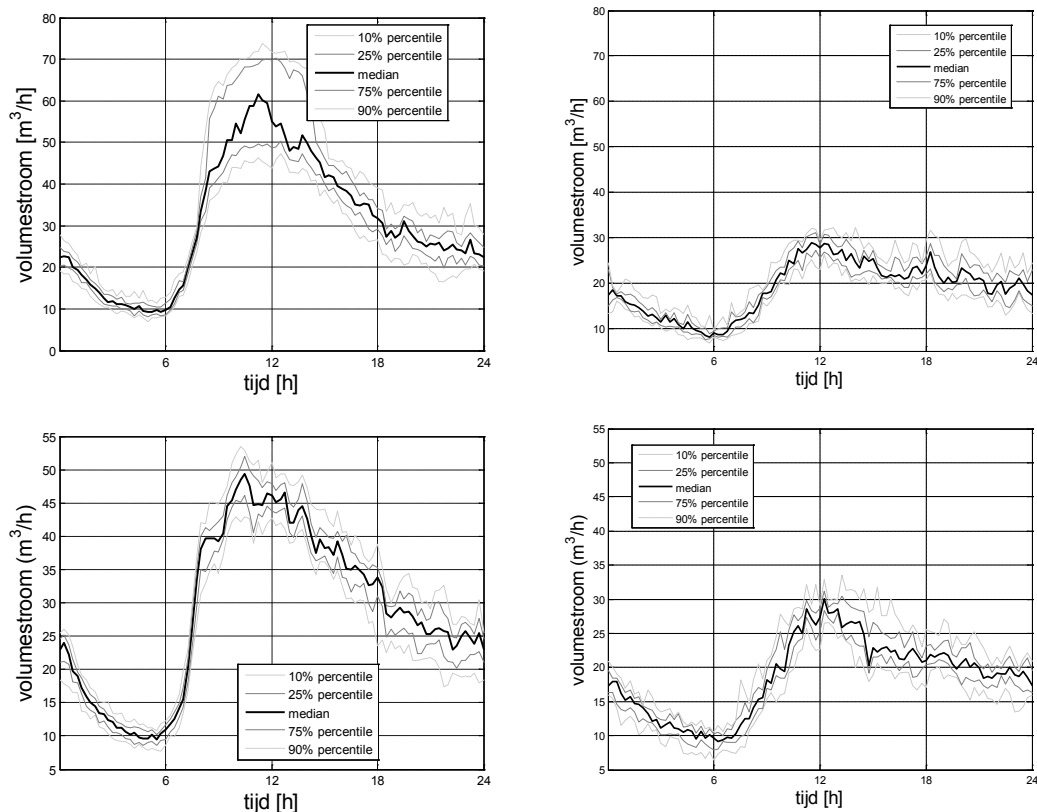 80
70
60
50
40
30
20
10
0
volumestroom [m³/h]
10% percentile
25% percentile
median
75% percentile
90% percentile
6
12
18
24
tijd [h]
80
70
60
50
40
30
20
10
volumestroom [m³/h]
10% percentile
25% percentile
median
75% percentile
90% percentile
6
12
18
24
tijd [h]
55
50
45
40
35
30
25
20
15
10
5
volumestroom (m³/h)
10% percentile
25% percentile
median
75% percentile
90% percentile
6
12
18
24
tijd [h]
55
50
45
40
35
30
25
20
15
10
5
volumestroom (m³/h)
10% percentile
25% percentile
median
75% percentile
90% percentile
6
12
18
24
tijd [h]